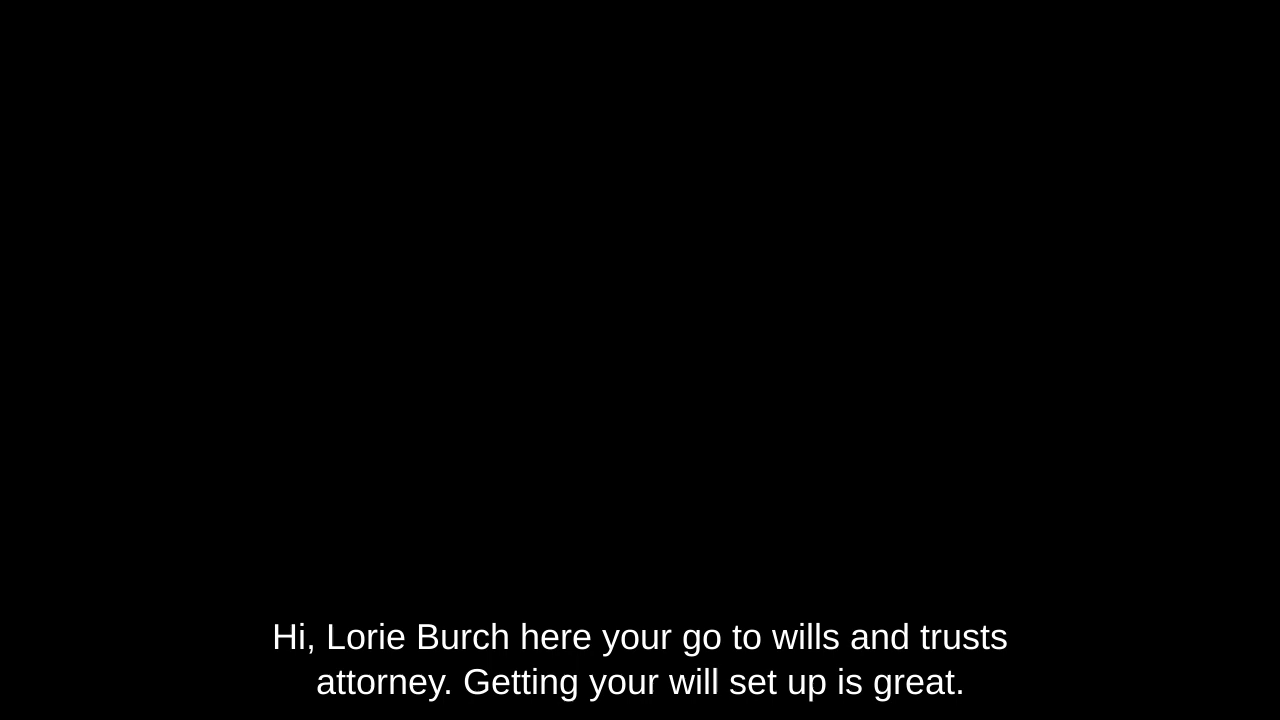 Hi, Lorie Burch here your go to wills and trusts
attorney. Getting your will set up is great.